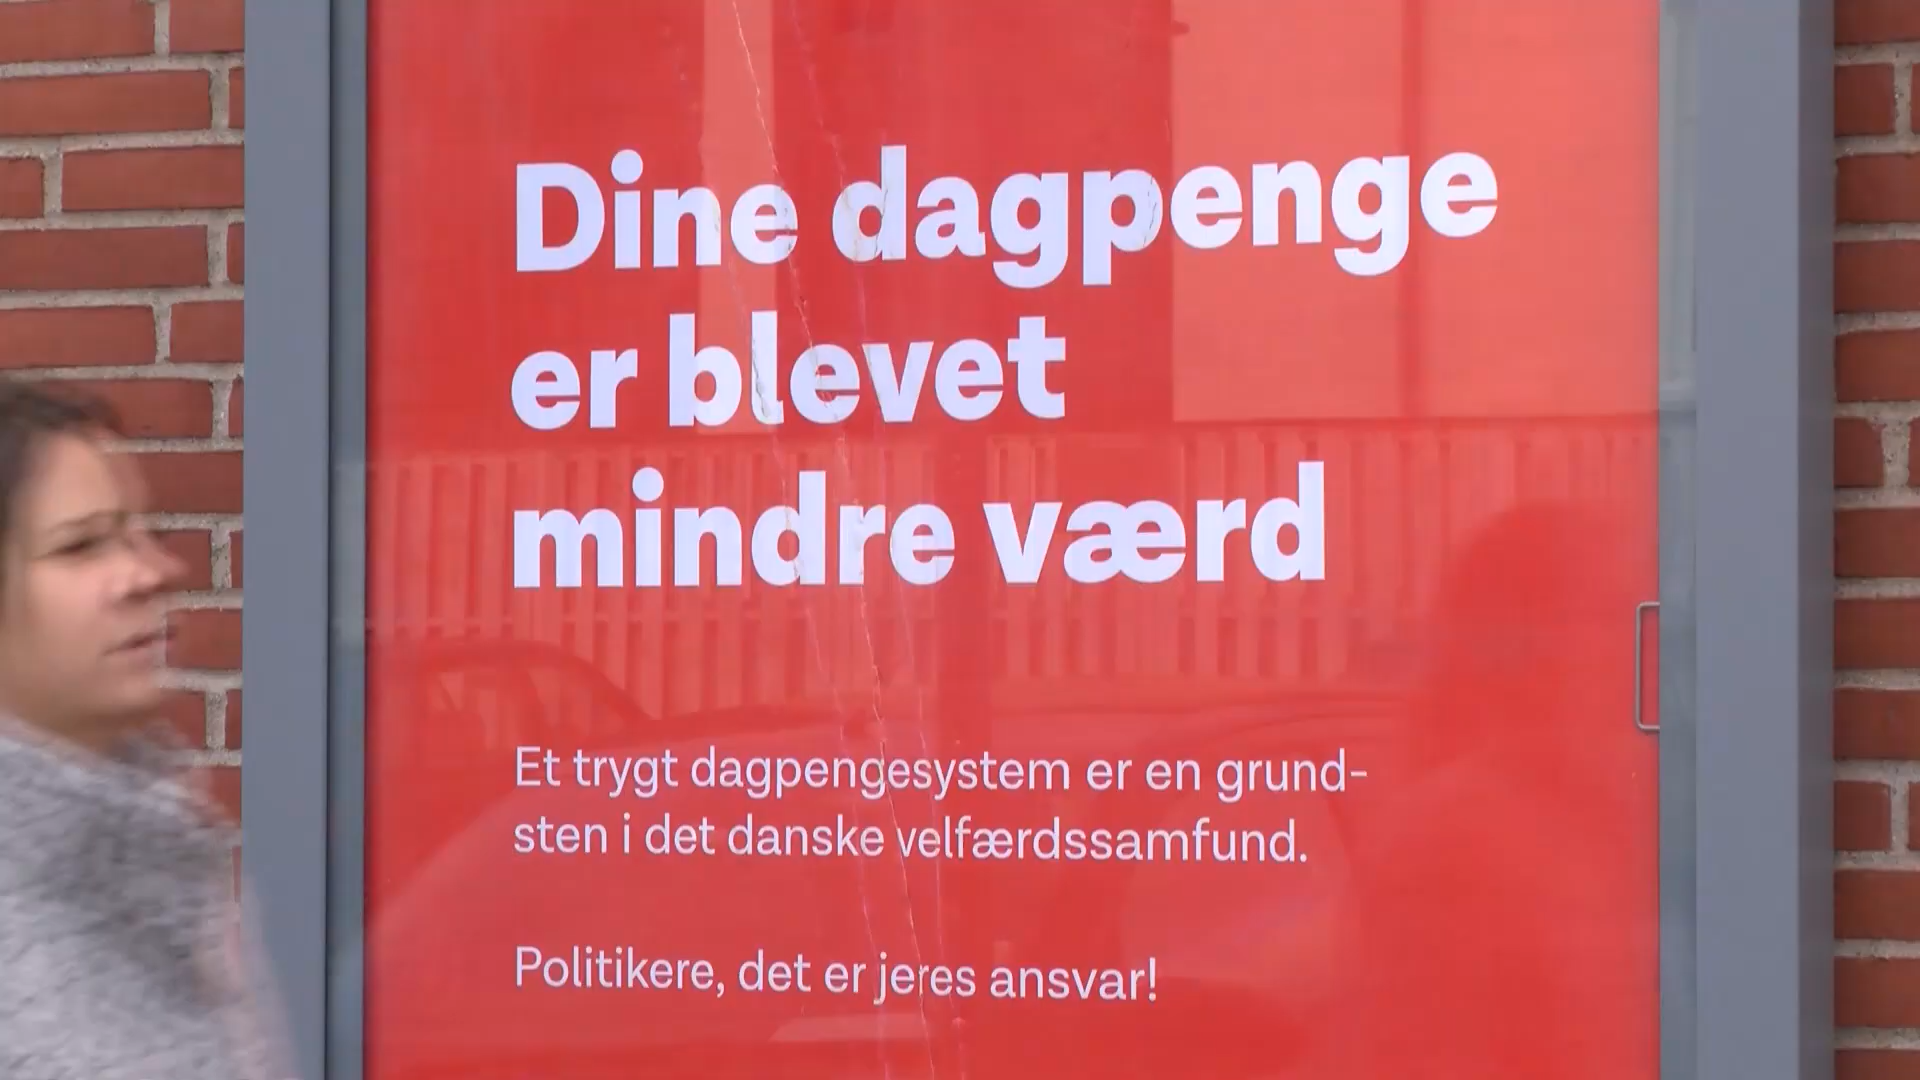 Dine dagpenge
er blevet
mindre værd
Et trygt dagpengesystem er en grund-
sten i det danske velfærdssamfund.
Politikere, det er jeres ansvar!